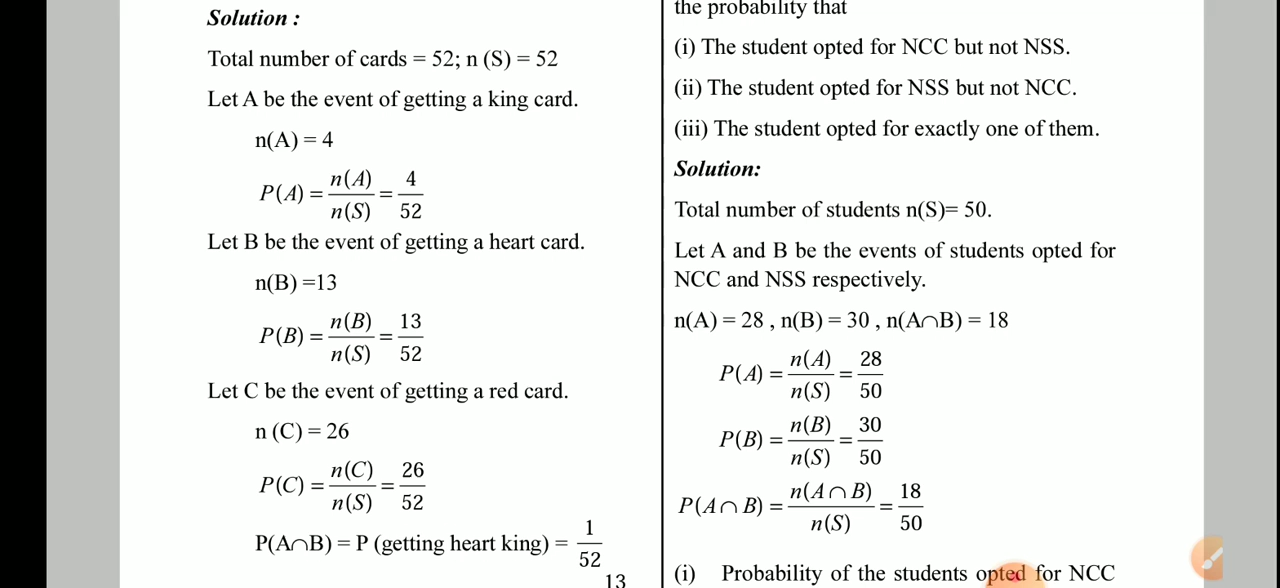 Solution :
Total number of cards = 52; n (S) = 52
Let A be the event of getting a king card.
n(A) = 4
P(A) = n(A)/n(S) = 4/52
Let B be the event of getting a heart card.
n(B) =13
P(B) = n(B)/n(S) = 13/52
Let C be the event of getting a red card.
n (C) = 26
P(C) = n(C)/n(S) = 26/52
P(A∩B) = P (getting heart king) = 1/52
13
the probability that
(i) The student opted for NCC but not NSS.
(ii) The student opted for NSS but not NCC.
(iii) The student opted for exactly one of them.
Solution:
Total number of students n(S)= 50.
Let A and B be the events of students opted for
NCC and NSS respectively.
n(A) = 28 , n(B) = 30 , n(A∩B) = 18
P(A) = n(A)/n(S) = 28/50
P(B) = n(B)/n(S) = 30/50
P(A ∩ B) = n(A ∩ B)/n(S) = 18/50
(i) Probability of the students opted for NCC